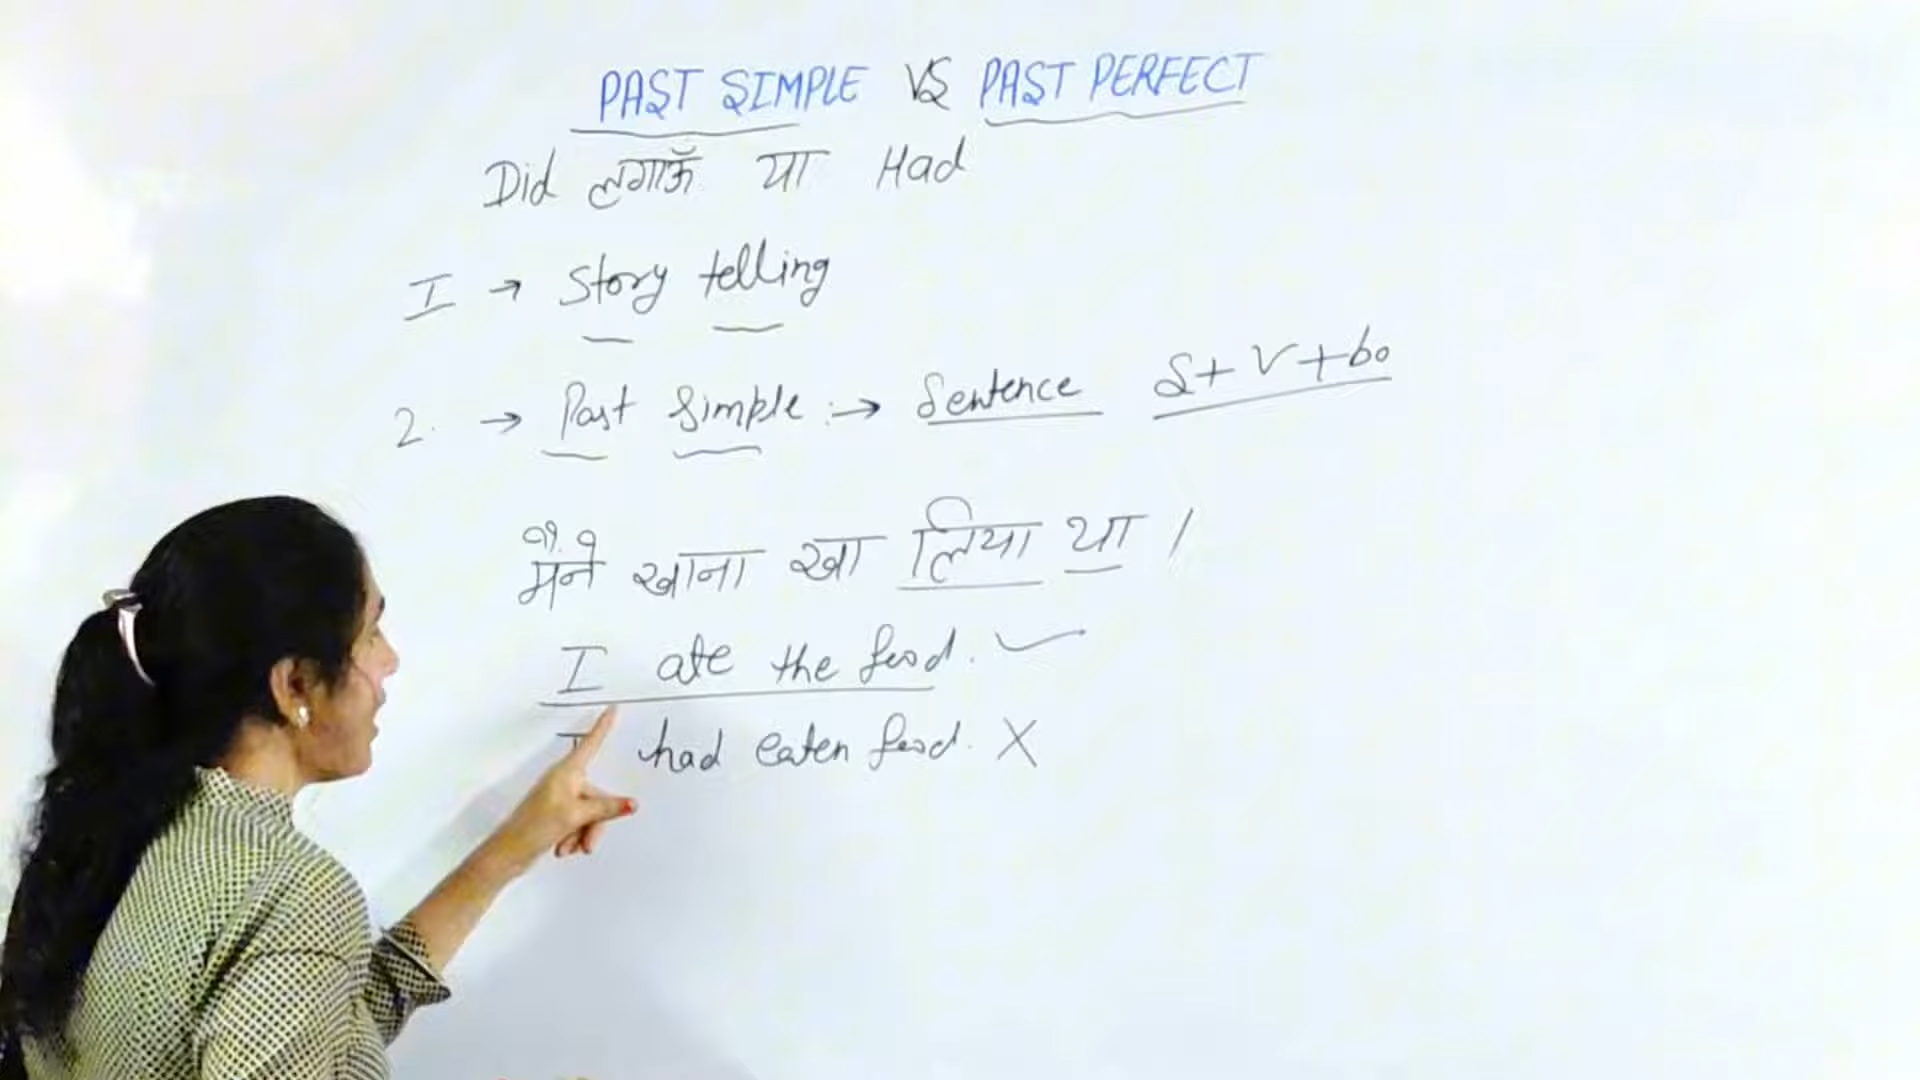 PAST SIMPLE VS PAST PERFECT
Did लगाऊँ या Had
I → Story telling
2. → Past Simple : → Sentence S+V+bo
मैंने खाना खा लिया था।
I ate the food. ✓
I had eaten food. X